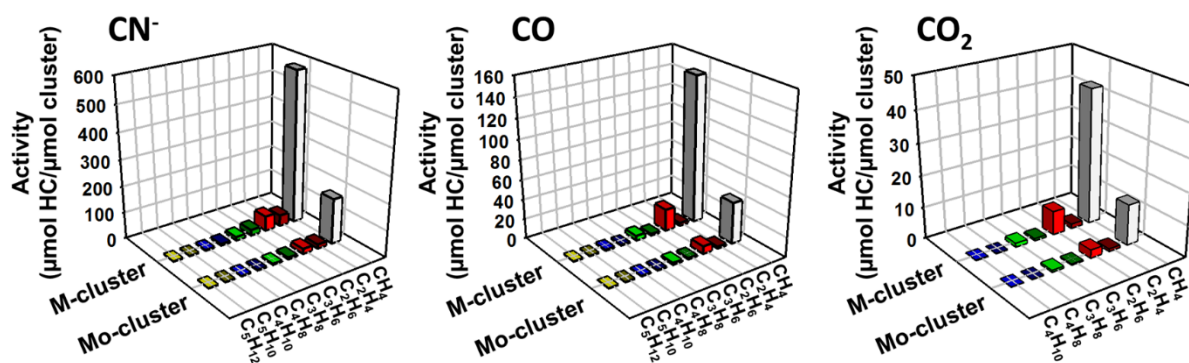 CN⁻
600
500
400
300
200
100
0
Activity
(µmol HC/µmol cluster)
M-cluster
Mo-cluster
C₅H₁₂
C₅H₁₀
C₄H₁₀
C₄H₈
C₃H₈
C₃H₆
C₂H₆
C₂H₄
CH₄
CO
160
140
120
100
80
60
40
20
0
Activity
(µmol HC/µmol cluster)
M-cluster
Mo-cluster
C₅H₁₂
C₅H₁₀
C₄H₁₀
C₄H₈
C₃H₈
C₃H₆
C₂H₆
C₂H₄
CH₄
CO₂
50
40
30
20
10
0
Activity
(µmol HC/µmol cluster)
M-cluster
Mo-cluster
C₄H₁₀
C₄H₈
C₃H₈
C₃H₆
C₂H₆
C₂H₄
CH₄